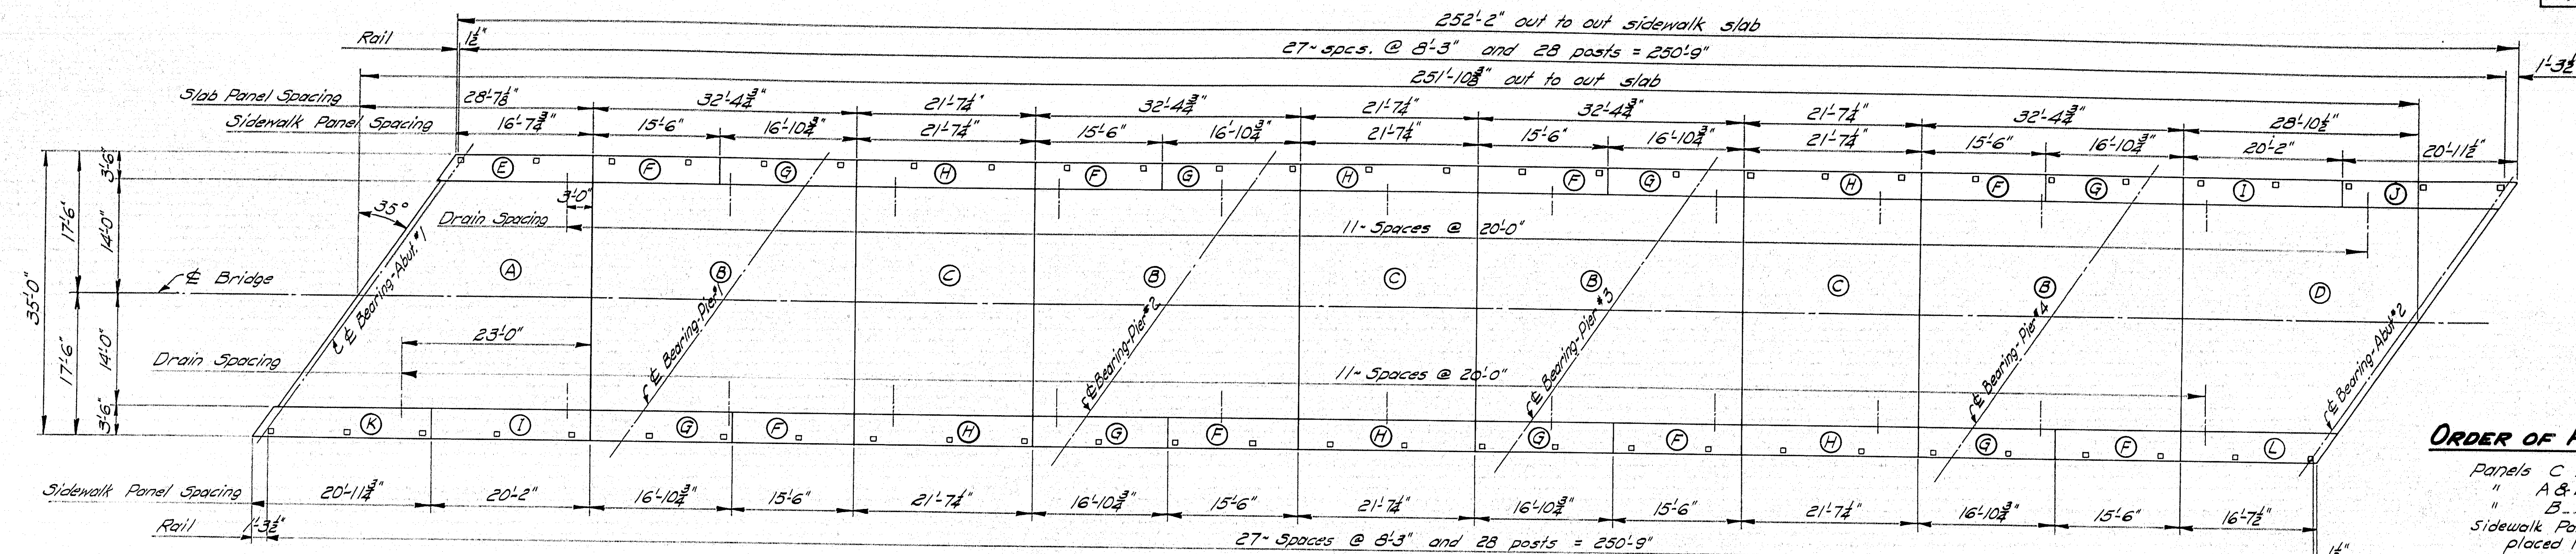 252'-2" out to out sidewalk slab
Rail 1½" 27~spcs. @ 8'-3" and 28 posts = 250'-9" 1'-3½"
251'-10⅜" out to out slab
Slab Panel Spacing 28'-7⅛" 32'-4¾" 21'-7¼" 32'-4¾" 21'-7¼" 32'-4¾" 21'-7¼" 32'-4¾" 28'-10½"
Sidewalk Panel Spacing 16'-7¾" 15'-6" 16'-10¾" 21'-7¼" 15'-6" 16'-10¾" 21'-7¼" 15'-6" 16'-10¾" 21'-7¼" 15'-6" 16'-10¾" 20'-2" 20'-11½"
E F G H F G H F G H F G I J
35'-0"
17'-6"
17'-6"
3'-6"
14'-0"
14'-0"
3'-6"
35°
3'-0"
Drain Spacing 11~Spaces @ 20'-0"
℄ Bridge
A B C B C B C B D
℄ Bearing-Abut.#1
℄ Bearing-Pier#1
℄ Bearing-Pier#2
℄ Bearing-Pier#3
℄ Bearing-Pier#4
℄ Bearing-Abut#2
23'-0"
Drain Spacing 11~Spaces @ 20'-0"
K I G F H G F H G F H G F L
Sidewalk Panel Spacing 20'-11¾" 20'-2" 16'-10¾" 15'-6" 21'-7¼" 16'-10¾" 15'-6" 21'-7¼" 16'-10¾" 15'-6" 21'-7¼" 16'-10¾" 15'-6" 16'-7½"
Rail 1'-3½" 27~Spaces @ 8'-3" and 28 posts = 250'-9" 1½"
ORDER OF
Panels C
" A &
" B
Sidewalk
placed